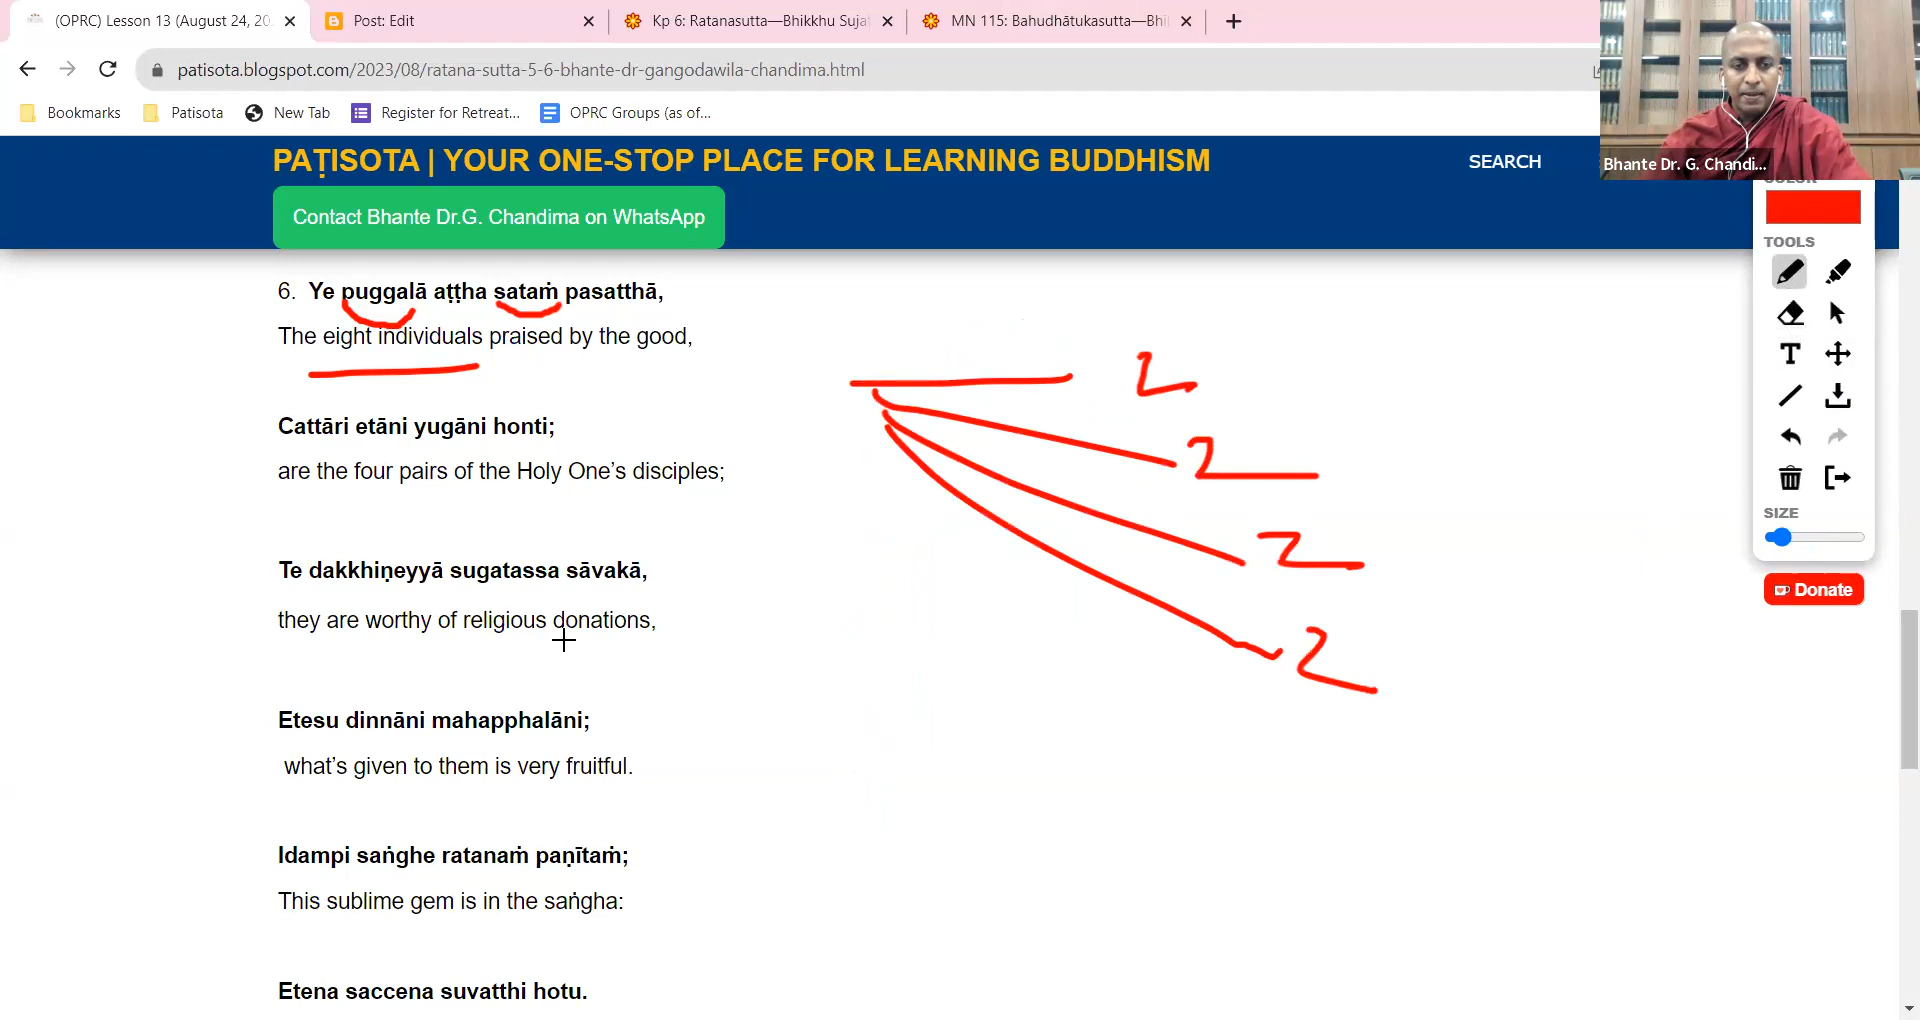 (OPRC) Lesson 13 (August 24, 20
Post: Edit
Kp 6: Ratanasutta—Bhikkhu Suja
MN 115: Bahudhātukasutta—Bhi
patisota.blogspot.com/2023/08/ratana-sutta-5-6-bhante-dr-gangodawila-chandima.html
Bookmarks
Patisota
New Tab
Register for Retreat...
OPRC Groups (as of...
PAṬISOTA | YOUR ONE-STOP PLACE FOR LEARNING BUDDHISM
SEARCH
Bhante Dr. G. Chandi...
Contact Bhante Dr.G. Chandima on WhatsApp
COLOR
TOOLS
T
SIZE
Donate
6. Ye puggalā aṭṭha sataṁ pasatthā,
The eight individuals praised by the good,
2
Cattāri etāni yugāni honti;
2
are the four pairs of the Holy One's disciples;
2
Te dakkhiṇeyyā sugatassa sāvakā,
they are worthy of religious donations,
2
Etesu dinnāni mahapphalāni;
what's given to them is very fruitful.
Idampi saṅghe ratanaṁ paṇītaṁ;
This sublime gem is in the saṅgha:
Etena saccena suvatthi hotu.